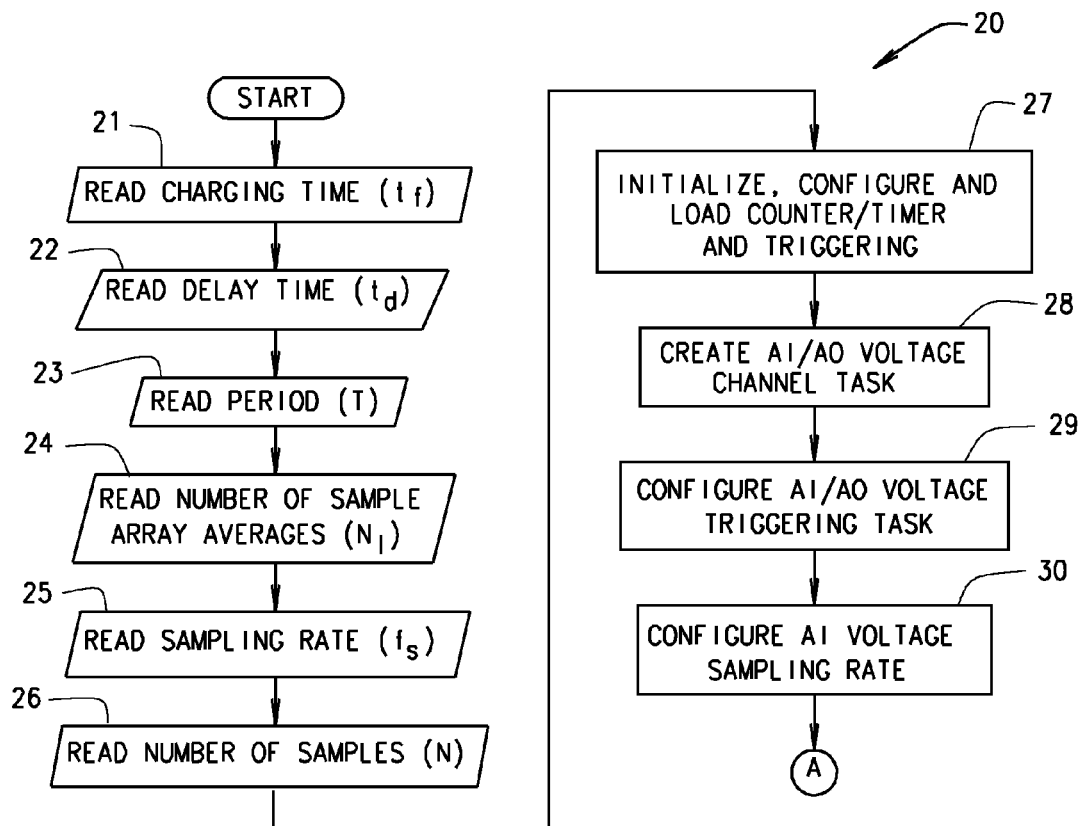 20
START
21
READ CHARGING TIME (tf)
22
READ DELAY TIME (td)
23
READ PERIOD (T)
24
READ NUMBER OF SAMPLE
ARRAY AVERAGES (NI)
25
READ SAMPLING RATE (fs)
26
READ NUMBER OF SAMPLES (N)
27
INITIALIZE, CONFIGURE AND
LOAD COUNTER/TIMER
AND TRIGGERING
28
CREATE AI/AO VOLTAGE
CHANNEL TASK
29
CONFIGURE AI/AO VOLTAGE
TRIGGERING TASK
30
CONFIGURE AI VOLTAGE
SAMPLING RATE
A